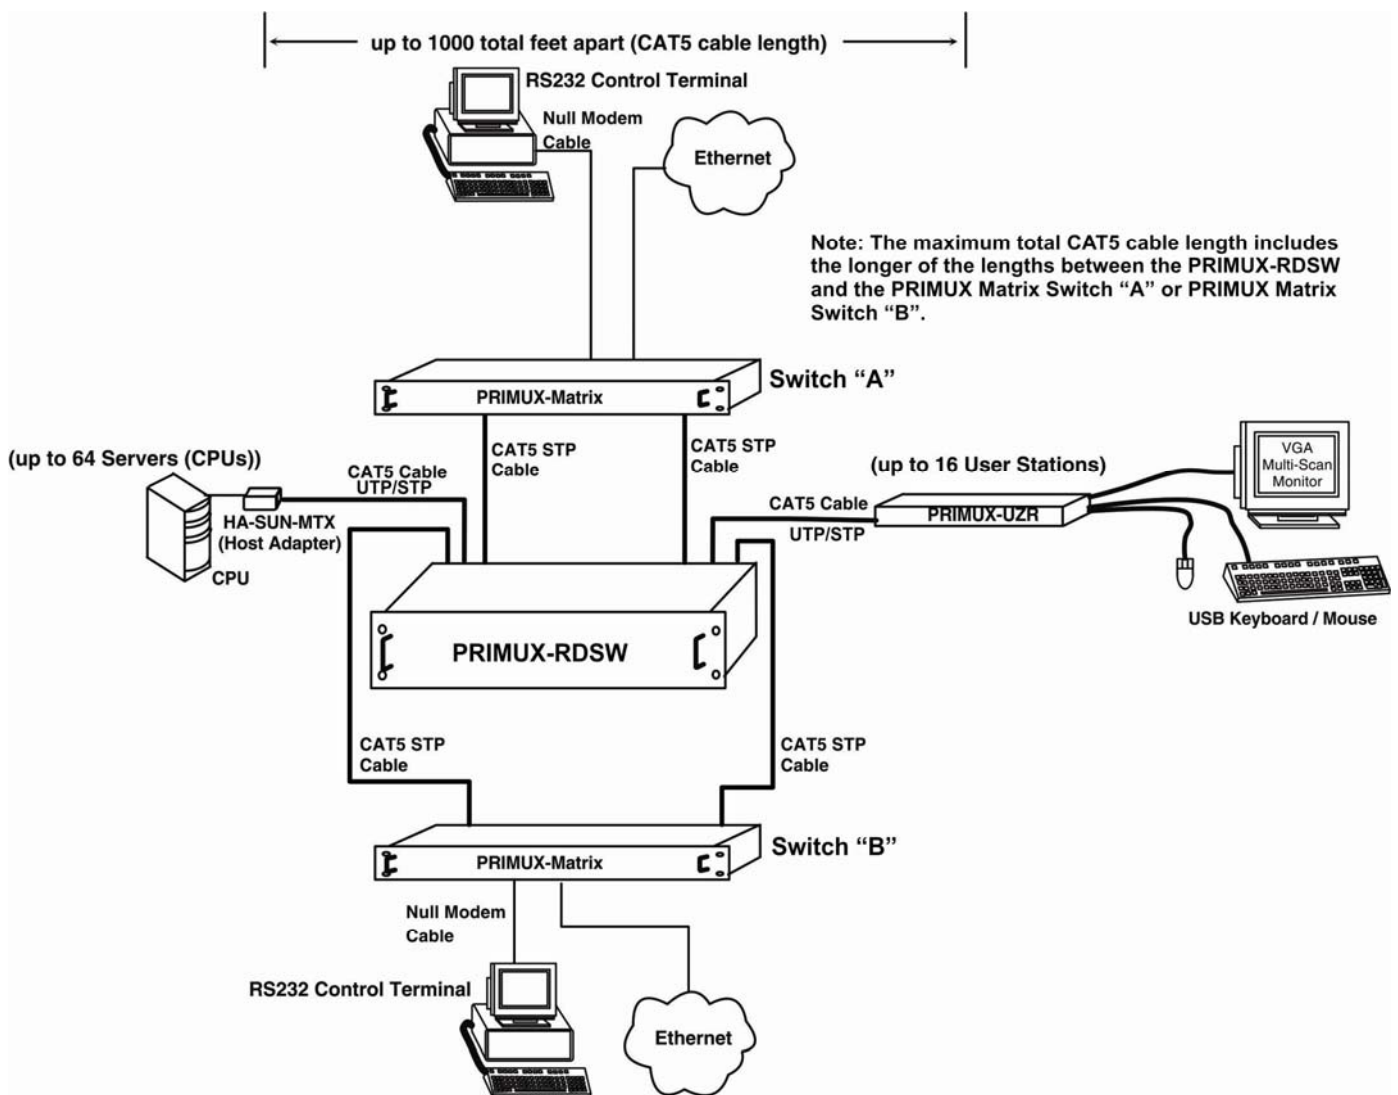 up to 1000 total feet apart (CAT5 cable length)
RS232 Control Terminal
Null Modem
Cable
Ethernet
Note: The maximum total CAT5 cable length includes
the longer of the lengths between the PRIMUX-RDSW
and the PRIMUX Matrix Switch “A” or PRIMUX Matrix
Switch “B”.
Switch “A”
PRIMUX-Matrix
(up to 64 Servers (CPUs))
CAT5 Cable
UTP/STP
CAT5 STP
Cable
CAT5 STP
Cable
(up to 16 User Stations)
VGA
Multi-Scan
Monitor
HA-SUN-MTX
(Host Adapter)
CPU
CAT5 Cable
UTP/STP
PRIMUX-UZR
USB Keyboard / Mouse
PRIMUX-RDSW
CAT5 STP
Cable
CAT5 STP
Cable
Switch “B”
PRIMUX-Matrix
Null Modem
Cable
RS232 Control Terminal
Ethernet